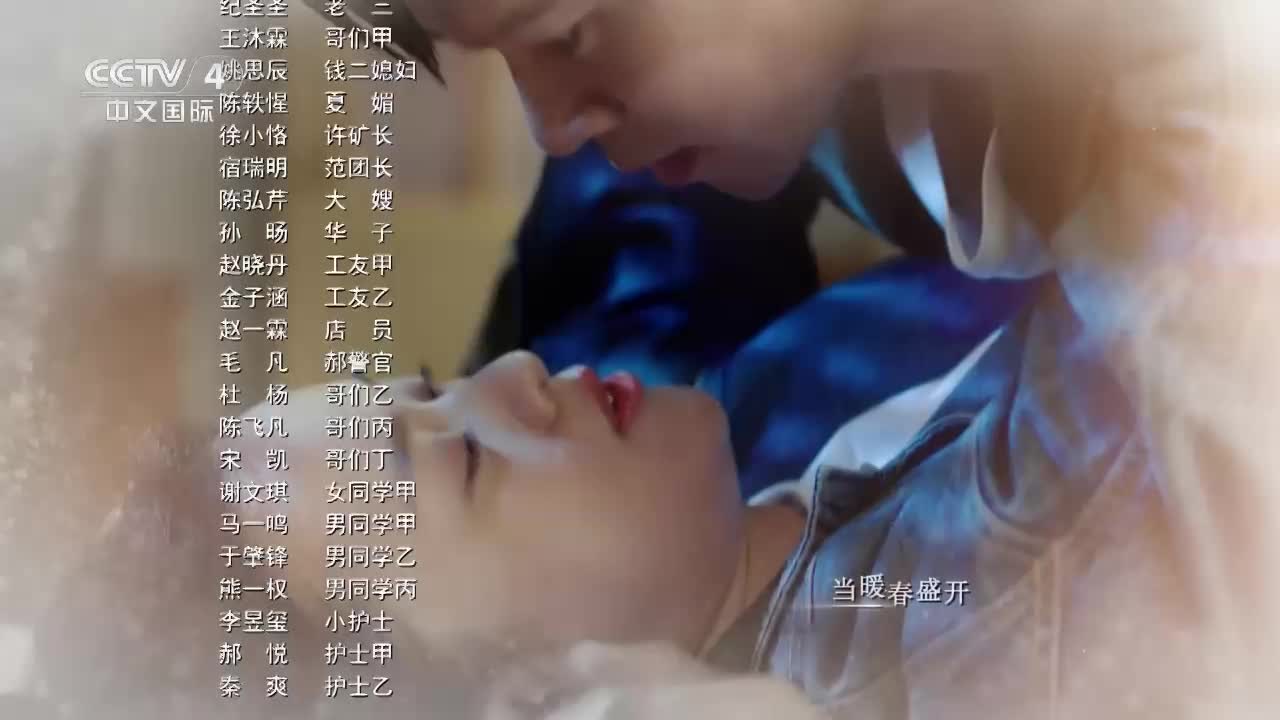 纪圣圣 老 二
王沐霖 哥们甲
CCTV 4
姚思辰 钱二媳妇
中文国际
陈轶惺 夏 媚
徐小恪 许矿长
宿瑞明 范团长
陈弘芹 大 嫂
孙 旸 华 子
赵晓丹 工友甲
金子涵 工友乙
赵一霖 店 员
毛 凡 郝警官
杜 杨 哥们乙
陈飞凡 哥们丙
宋 凯 哥们丁
谢文琪 女同学甲
马一鸣 男同学甲
于肇锋 男同学乙
熊一权 男同学丙
当暖春盛开
李昱玺 小护士
郝 悦 护士甲
秦 爽 护士乙